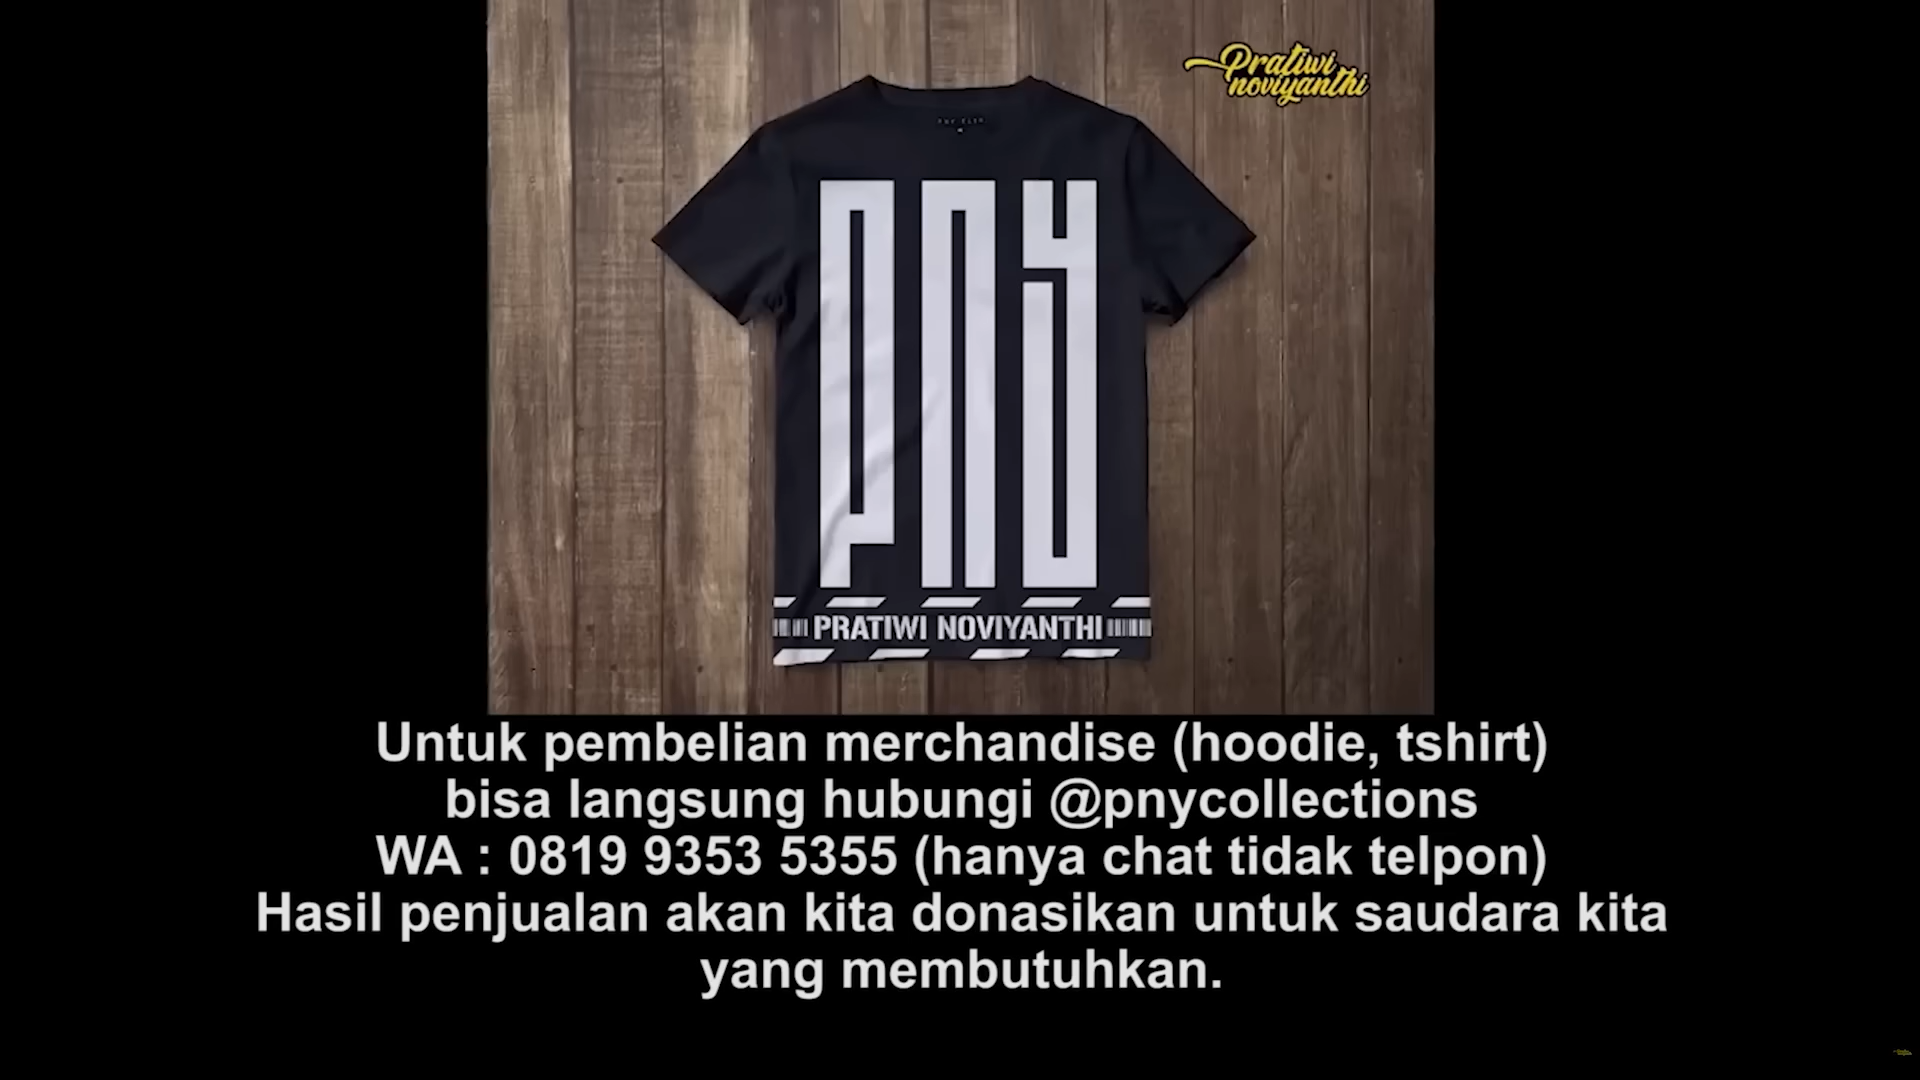 Pratiwi
noviyanthi
PNY
PRATIWI NOVIYANTHI
Untuk pembelian merchandise (hoodie, tshirt)
bisa langsung hubungi @pnycollections
WA : 0819 9353 5355 (hanya chat tidak telpon)
Hasil penjualan akan kita donasikan untuk saudara kita
yang membutuhkan.